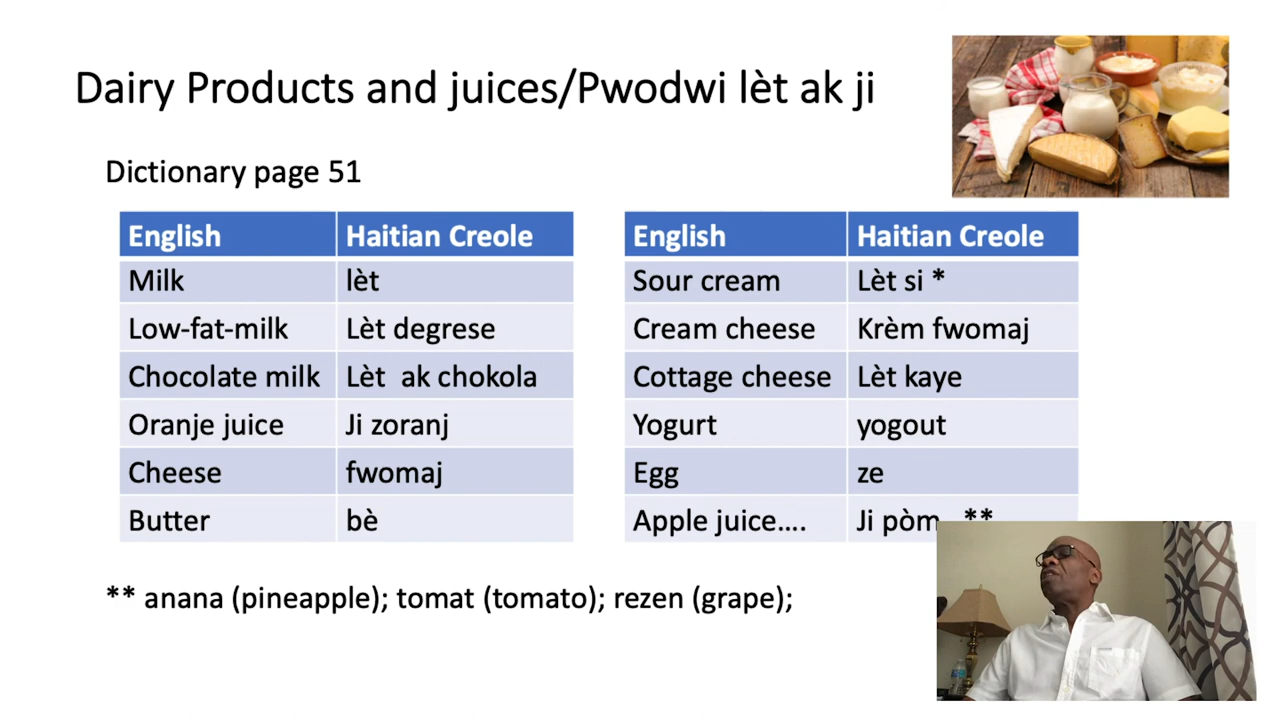 Dairy Products and juices/Pwodwi lèt ak ji
Dictionary page 51
English Haitian Creole
Milk lèt
Low-fat-milk Lèt degrese
Chocolate milk Lèt ak chokola
Oranje juice Ji zoranj
Cheese fwomaj
Butter bè
English Haitian Creole
Sour cream Lèt si *
Cream cheese Krèm fwomaj
Cottage cheese Lèt kaye
Yogurt yogout
Egg ze
Apple juice.... Ji pòm **
** anana (pineapple); tomat (tomato); rezen (grape);